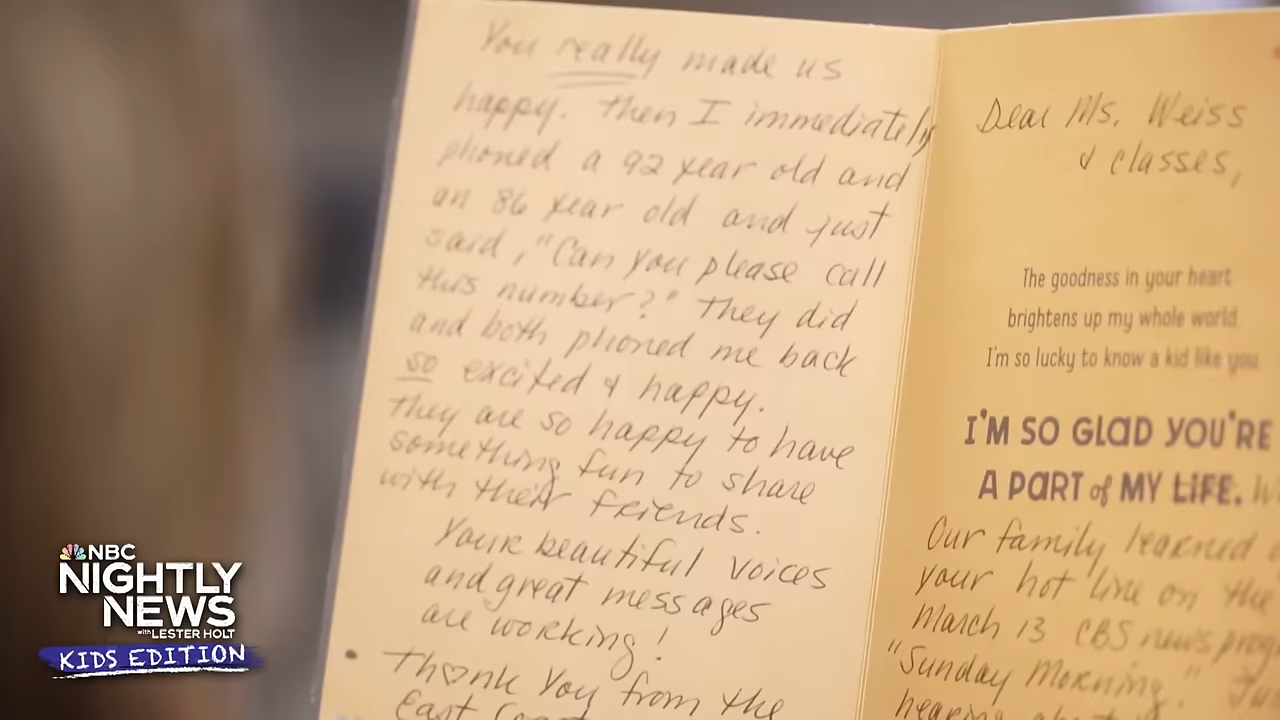 You really made us
happy. Then I immediately
phoned a 92 year old and
an 86 year old and just
said, "Can you please call
this number?" They did
and both phoned me back
so excited & happy.
They are so happy to have
something fun to share
with their friends.
Your beautiful voices
and great messages
are working!
Thank You from the
East
Dear Ms. Weiss
& classes,
The goodness in your heart
brightens up my whole world.
I'm so lucky to know a kid like you.
I'M SO GLAD YOU'RE
A PART of MY LIFE.
Our family learned
your hot line on the
March 13 CBS news
"Sunday Morning."
hearing
NBC
NIGHTLY
NEWS
with LESTER HOLT
KIDS EDITION